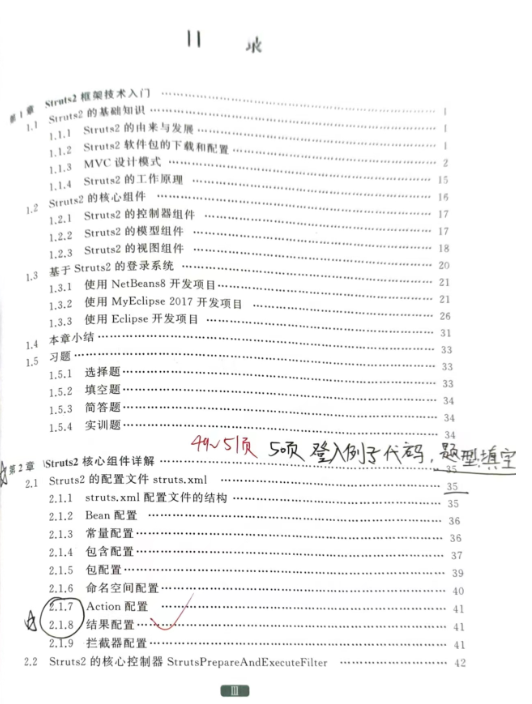 目 录
第1章 Struts2 框架技术入门 …… 1
1.1 Struts2 的基础知识 …… 1
1.1.1 Struts2 的由来与发展 …… 1
1.1.2 Struts2 软件包的下载和配置 …… 2
1.1.3 MVC 设计模式 …… 15
1.1.4 Struts2 的工作原理 …… 16
1.2 Struts2 的核心组件 …… 17
1.2.1 Struts2 的控制器组件 …… 17
1.2.2 Struts2 的模型组件 …… 18
1.2.3 Struts2 的视图组件 …… 20
1.3 基于 Struts2 的登录系统 …… 21
1.3.1 使用 NetBeans8 开发项目 …… 21
1.3.2 使用 MyEclipse 2017 开发项目 …… 26
1.3.3 使用 Eclipse 开发项目 …… 31
1.4 本章小结 …… 33
1.5 习题 …… 33
1.5.1 选择题 …… 33
1.5.2 填空题 …… 34
1.5.3 简答题 …… 34
1.5.4 实训题 …… 34
49~51页 50页 登入例子代码，题型填空
第2章 Struts2 核心组件详解 …… 35
2.1 Struts2 的配置文件 struts.xml …… 35
2.1.1 struts.xml 配置文件的结构 …… 35
2.1.2 Bean 配置 …… 36
2.1.3 常量配置 …… 36
2.1.4 包含配置 …… 37
2.1.5 包配置 …… 39
2.1.6 命名空间配置 …… 40
2.1.7 Action 配置 …… 41
2.1.8 结果配置 …… 41
2.1.9 拦截器配置 …… 41
2.2 Struts2 的核心控制器 StrutsPrepareAndExecuteFilter …… 42
Ⅲ